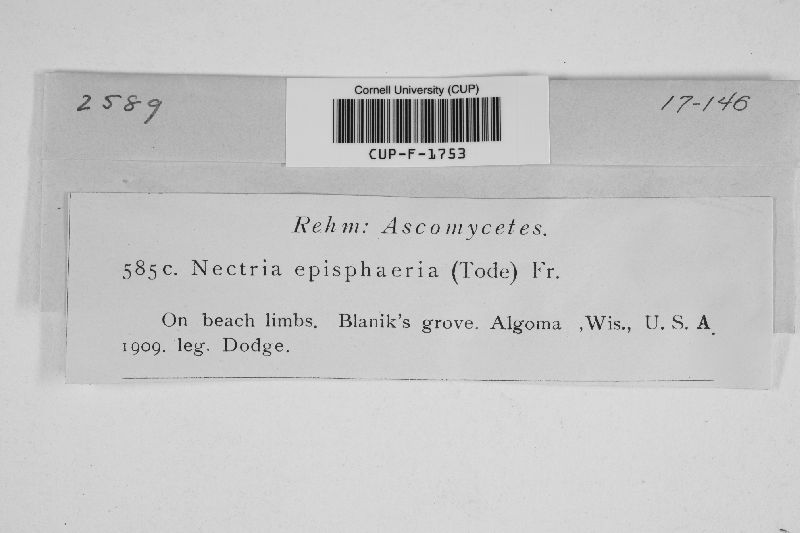 2589
Cornell University (CUP)
CUP-F-1753
17-146
Rehm: Ascomycetes.
585c. Nectria episphaeria (Tode) Fr.
On beach limbs. Blanik's grove. Algoma ,Wis., U. S. A.
1909. leg. Dodge.